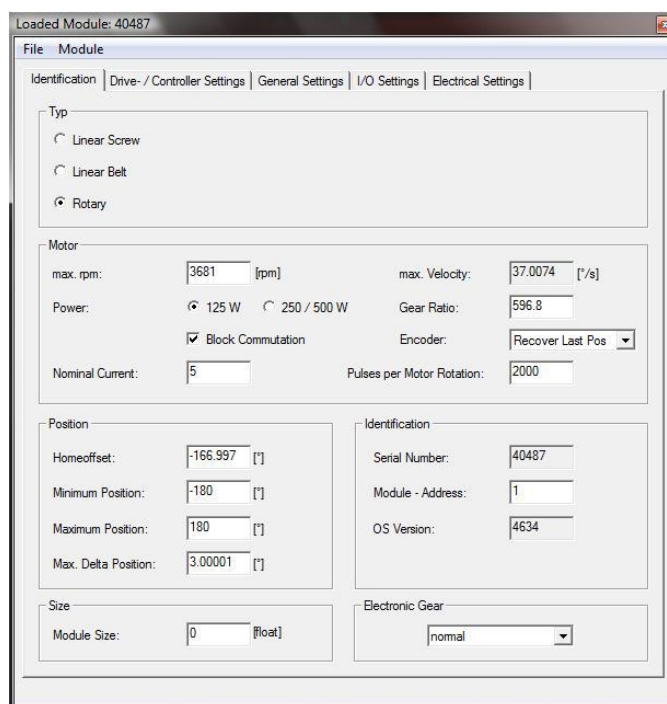 Loaded Module: 40487
File Module
Identification Drive- / Controller Settings General Settings I/O Settings Electrical Settings
Typ
Linear Screw
Linear Belt
Rotary
Motor
max. rpm: 3681 [rpm] max. Velocity: 37.0074 [°/s]
Power: 125 W 250 / 500 W Gear Ratio: 596.8
Block Commutation Encoder: Recover Last Pos
Nominal Current: 5 Pulses per Motor Rotation: 2000
Position Identification
Homeoffset: -166.997 [°] Serial Number: 40487
Minimum Position: -180 [°] Module - Address: 1
Maximum Position: 180 [°] OS Version: 4634
Max. Delta Position: 3.00001 [°]
Size Electronic Gear
Module Size: 0 [float] normal